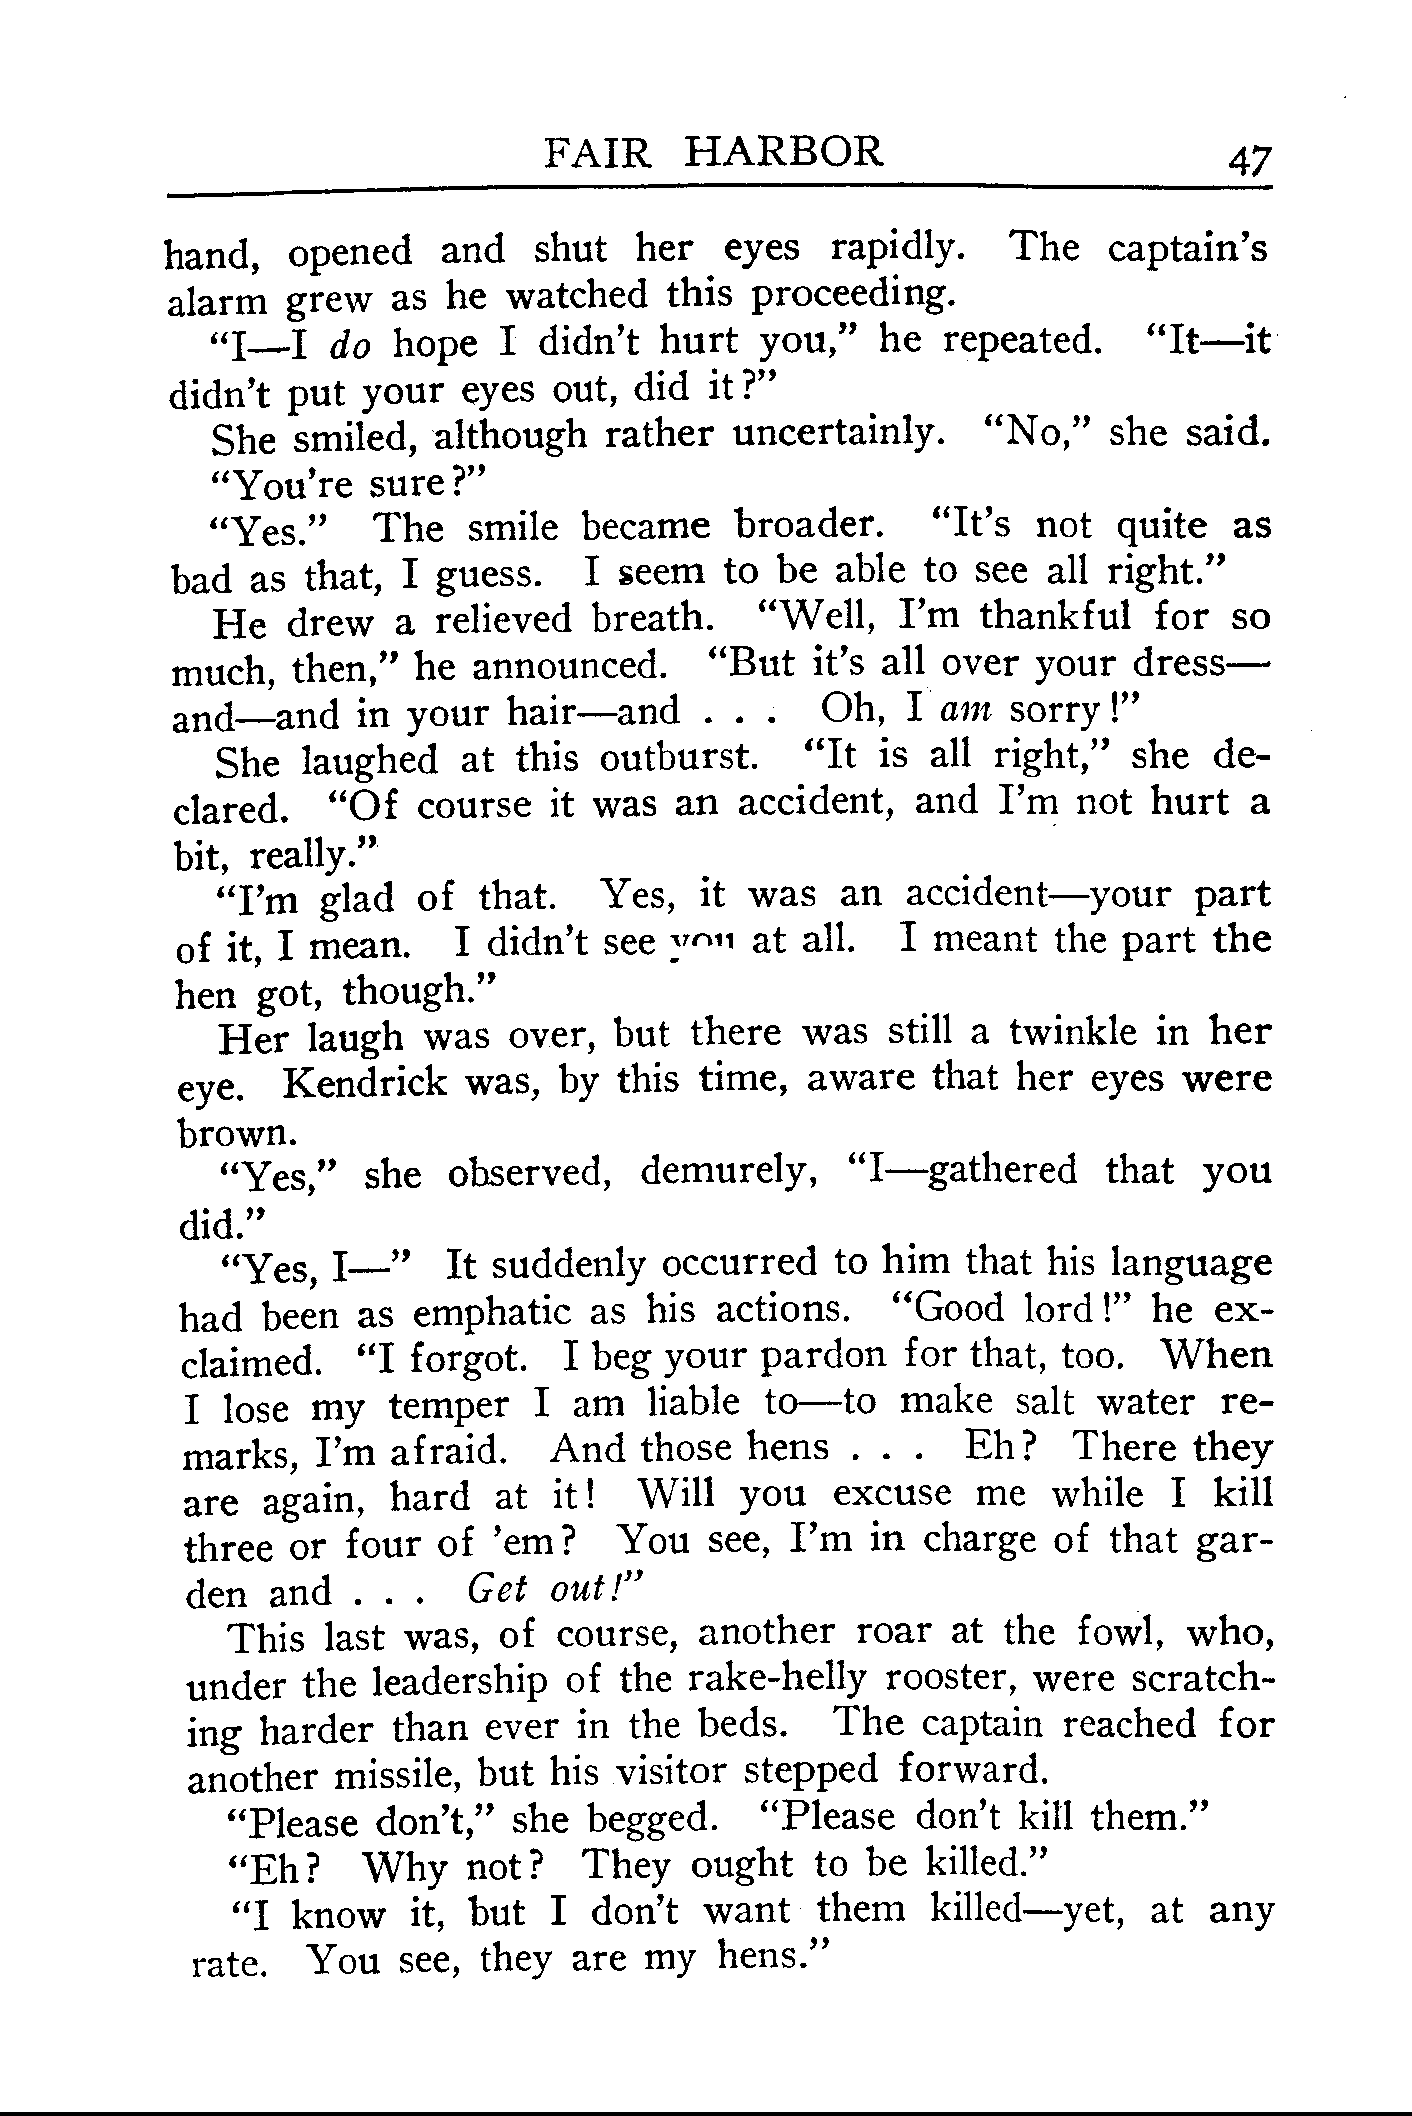 FAIR HARBOR 47
hand, opened and shut her eyes rapidly. The captain's
alarm grew as he watched this proceeding.
“I—I do hope I didn't hurt you,” he repeated. “It—it
didn't put your eyes out, did it?”
She smiled, although rather uncertainly. “No,” she said.
“You're sure?”
“Yes.” The smile became broader. “It's not quite as
bad as that, I guess. I seem to be able to see all right.”
He drew a relieved breath. “Well, I'm thankful for so
much, then,” he announced. “But it's all over your dress—
and—and in your hair—and . . . Oh, I am sorry!”
She laughed at this outburst. “It is all right,” she de-
clared. “Of course it was an accident, and I'm not hurt a
bit, really.”
“I'm glad of that. Yes, it was an accident—your part
of it, I mean. I didn't see you at all. I meant the part the
hen got, though.”
Her laugh was over, but there was still a twinkle in her
eye. Kendrick was, by this time, aware that her eyes were
brown.
“Yes,” she observed, demurely, “I—gathered that you
did.”
“Yes, I—” It suddenly occurred to him that his language
had been as emphatic as his actions. “Good lord!” he ex-
claimed. “I forgot. I beg your pardon for that, too. When
I lose my temper I am liable to—to make salt water re-
marks, I'm afraid. And those hens . . . Eh? There they
are again, hard at it! Will you excuse me while I kill
three or four of 'em? You see, I'm in charge of that gar-
den and . . . Get out!”
This last was, of course, another roar at the fowl, who,
under the leadership of the rake-helly rooster, were scratch-
ing harder than ever in the beds. The captain reached for
another missile, but his visitor stepped forward.
“Please don't,” she begged. “Please don't kill them.”
“Eh? Why not? They ought to be killed.”
“I know it, but I don't want them killed—yet, at any
rate. You see, they are my hens.”